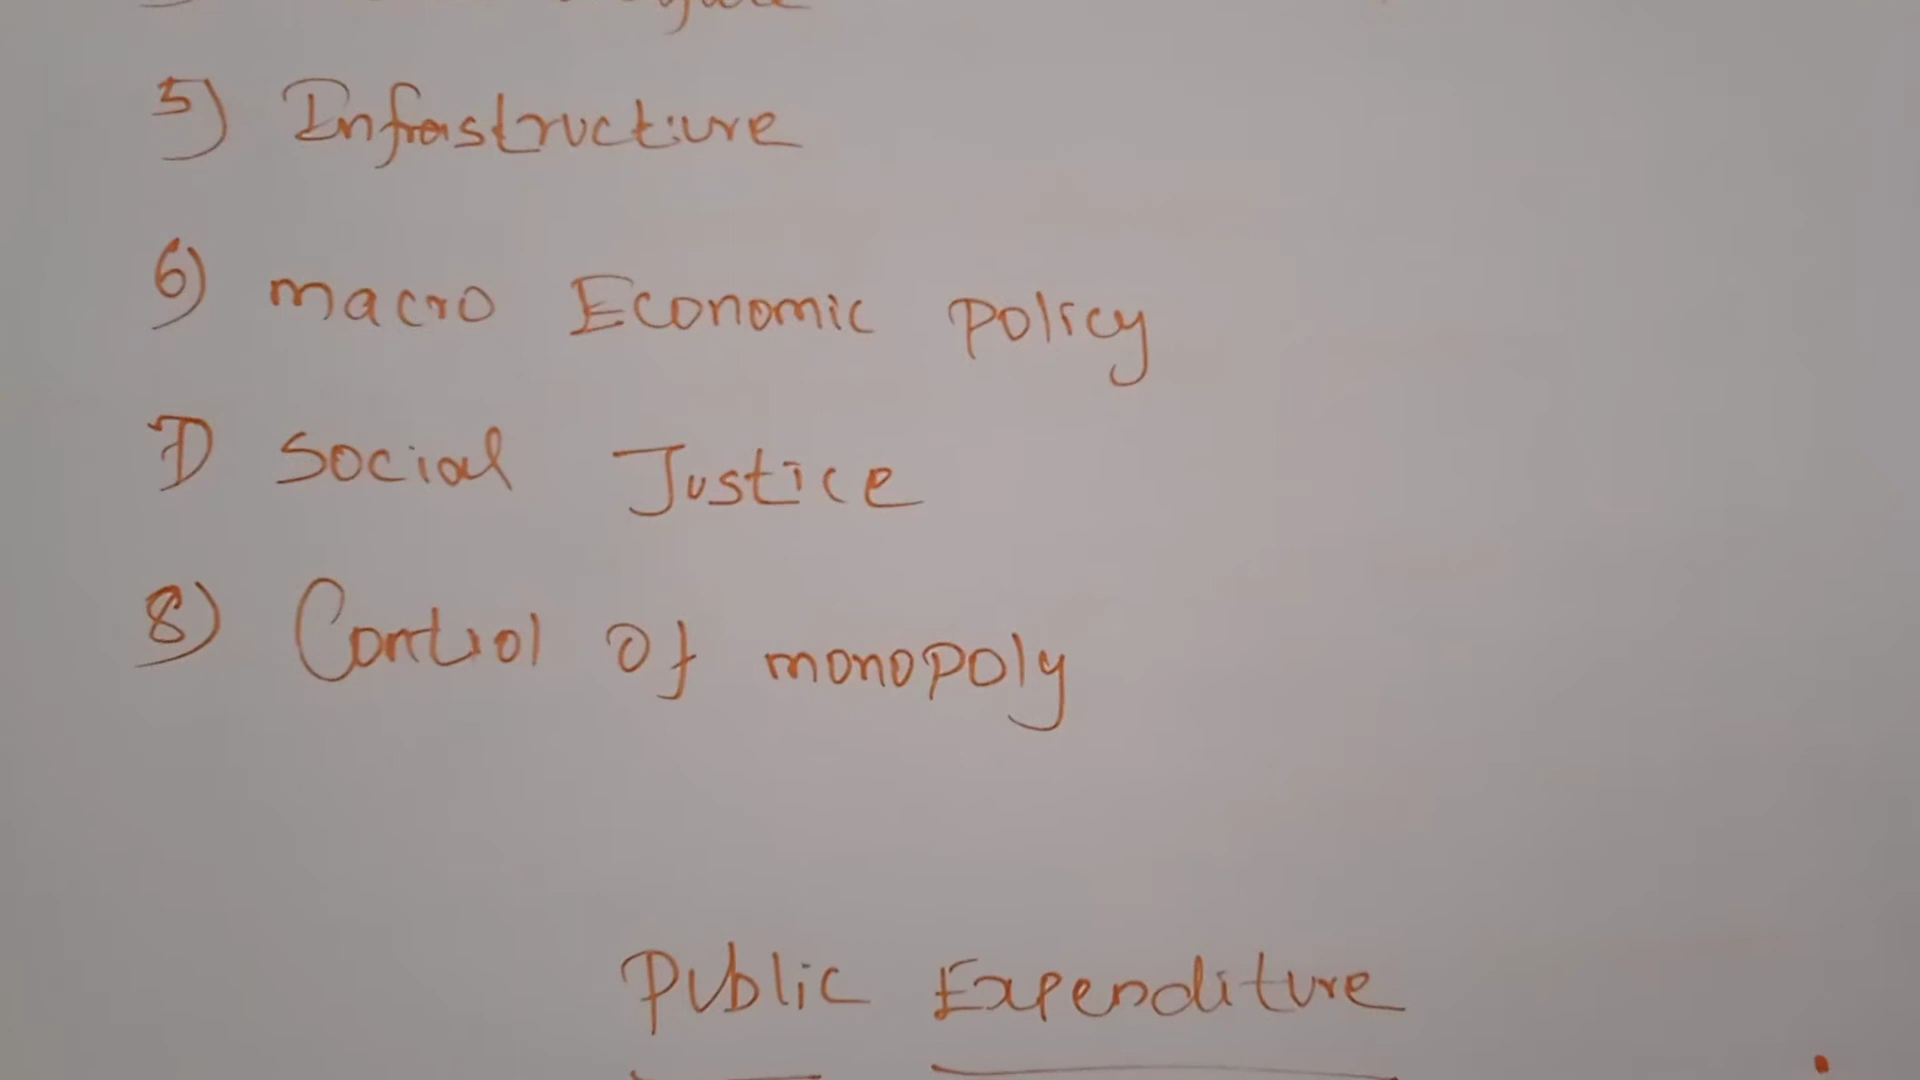 5) Infrastructure
6) macro Economic policy
7) Social Justice
8) Control of monopoly
Public Expenditure